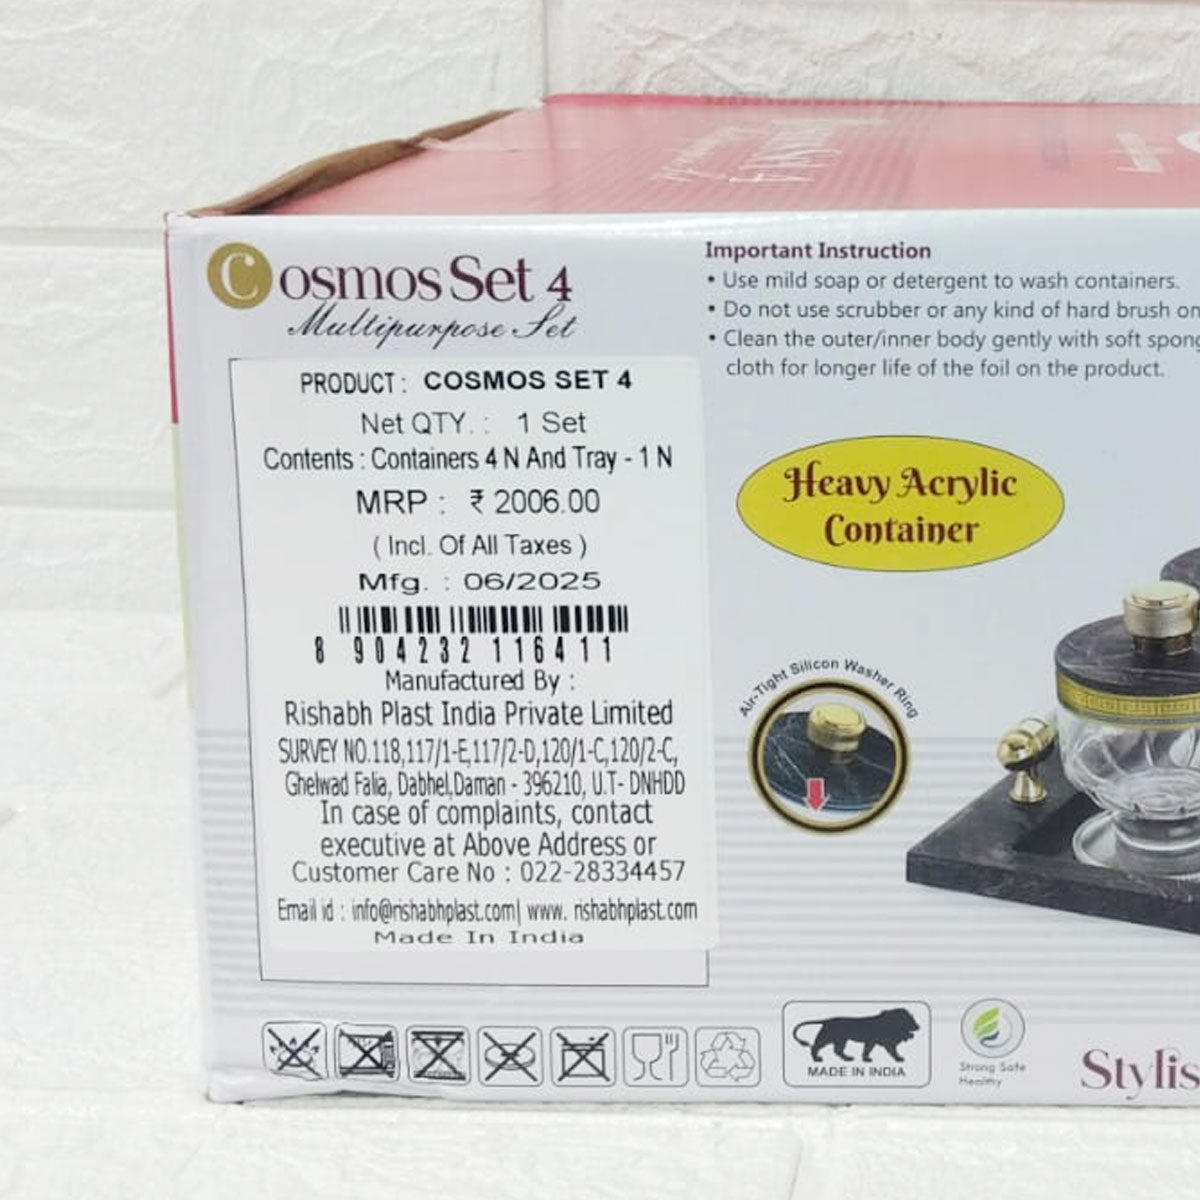 Cosmos Set 4
Multipurpose Set
PRODUCT : COSMOS SET 4
Net QTY. : 1 Set
Contents : Containers 4 N And Tray - 1 N
MRP : ₹ 2006.00
( Incl. Of All Taxes )
Mfg. : 06/2025
8 904232 116411
Manufactured By :
Rishabh Plast India Private Limited
SURVEY NO.118,117/1-E,117/2-D,120/1-C,120/2-C,
Ghelwad Falia, Dabhel,Daman - 396210, U.T- DNHDD
In case of complaints, contact
executive at Above Address or
Customer Care No : 022-28334457
Email id : info@rishabhplast.com| www. rishabhplast.com
Made In India
Important Instruction
• Use mild soap or detergent to wash containers.
• Do not use scrubber or any kind of hard brush on
• Clean the outer/inner body gently with soft spong
cloth for longer life of the foil on the product.
Heavy Acrylic
Container
Air-Tight Silicon Washer Ring
MADE IN INDIA
Strong Safe
Healthy
Stylis